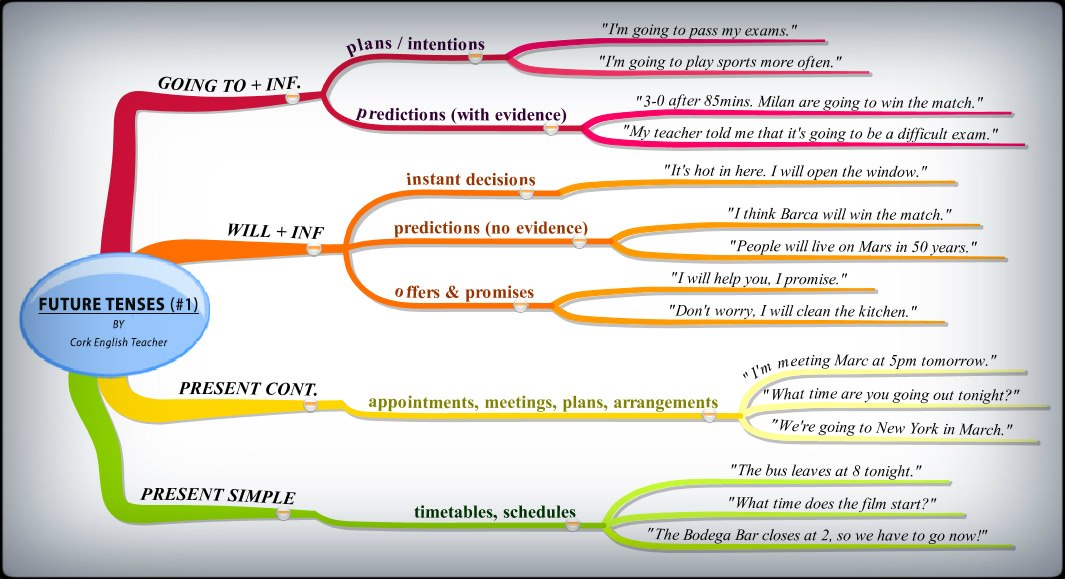 FUTURE TENSES (#1)
BY
Cork English Teacher
GOING TO + INF.
plans / intentions
"I'm going to pass my exams."
"I'm going to play sports more often."
predictions (with evidence)
"3-0 after 85mins. Milan are going to win the match."
"My teacher told me that it's going to be a difficult exam."
WILL + INF
instant decisions
"It's hot in here. I will open the window."
predictions (no evidence)
"I think Barca will win the match."
"People will live on Mars in 50 years."
offers & promises
"I will help you, I promise."
"Don't worry, I will clean the kitchen."
PRESENT CONT.
appointments, meetings, plans, arrangements
"I'm meeting Marc at 5pm tomorrow."
"What time are you going out tonight?"
"We're going to New York in March."
PRESENT SIMPLE
timetables, schedules
"The bus leaves at 8 tonight."
"What time does the film start?"
"The Bodega Bar closes at 2, so we have to go now!"